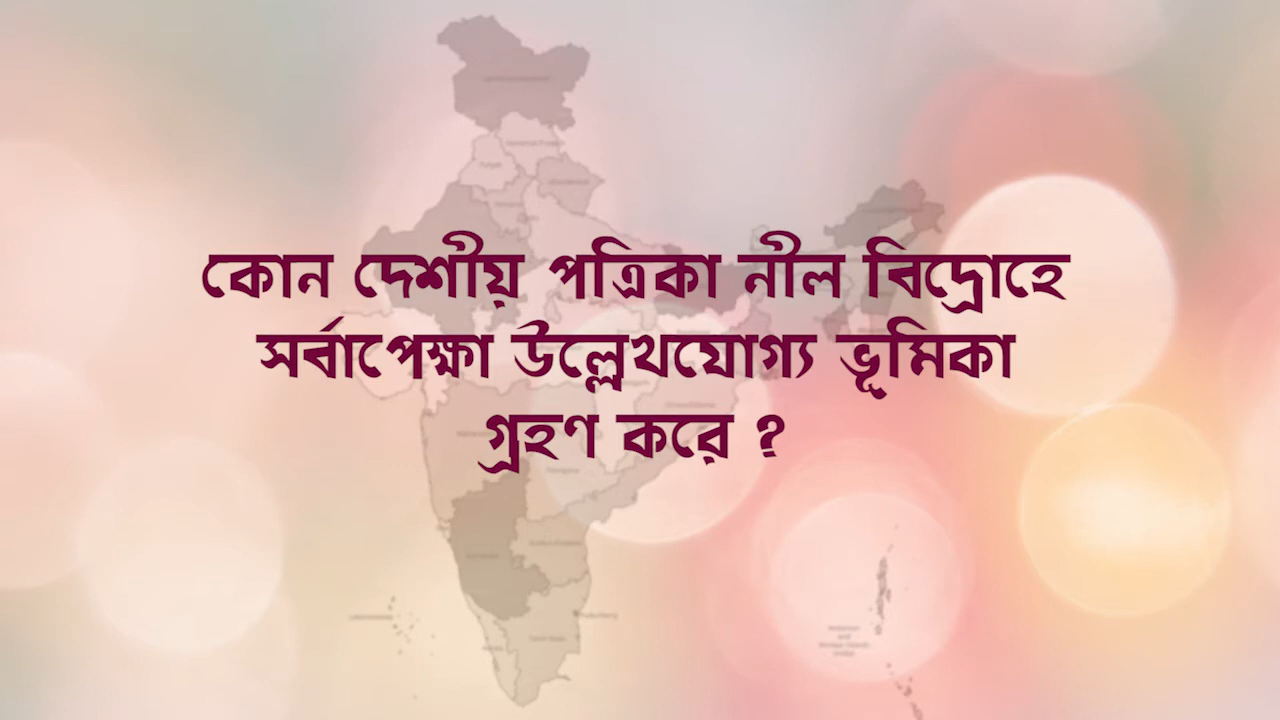 কোন দেশীয় পত্রিকা নীল বিদ্রোহে
সর্বাপেক্ষা উল্লেখযোগ্য ভূমিকা
গ্রহণ করে ?